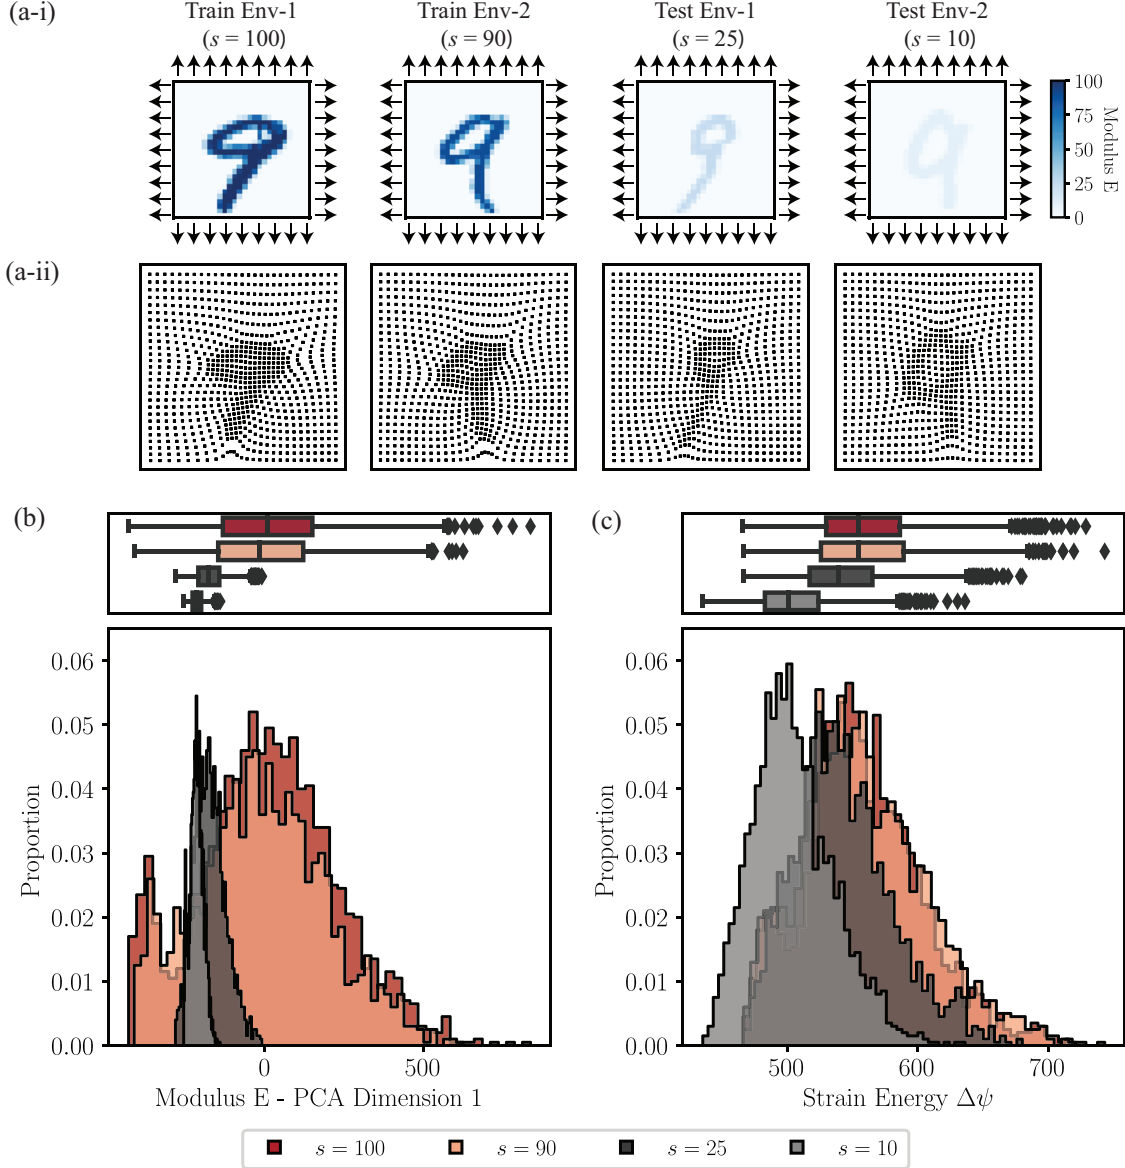 (a-i)
Train Env-1
(s = 100)
Train Env-2
(s = 90)
Test Env-1
(s = 25)
Test Env-2
(s = 10)
100
75
50
25
0
Modulus E
(a-ii)
(b)
0.06
0.05
0.04
0.03
0.02
0.01
0.00
Proportion
0
500
Modulus E - PCA Dimension 1
(c)
0.06
0.05
0.04
0.03
0.02
0.01
0.00
Proportion
500
600
700
Strain Energy Δψ
s = 100
s = 90
s = 25
s = 10